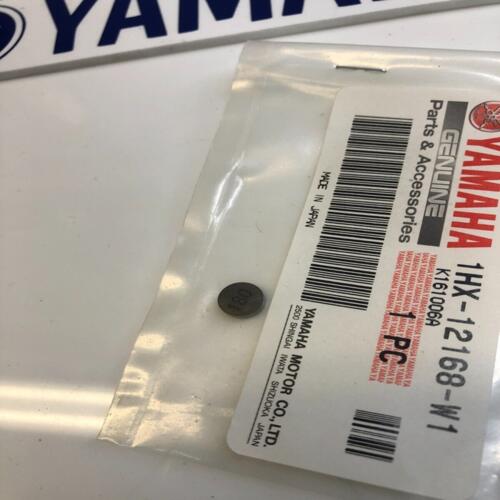 YAMAHA
YAMAHA
GENUINE
Parts & Accessories
MADE IN JAPAN
1HX-12168-W1
K161006A
1 PC
YAMAHA MOTOR CO., LTD.
2500 SHINGAI IWATA SHIZUOKA JAPAN
180